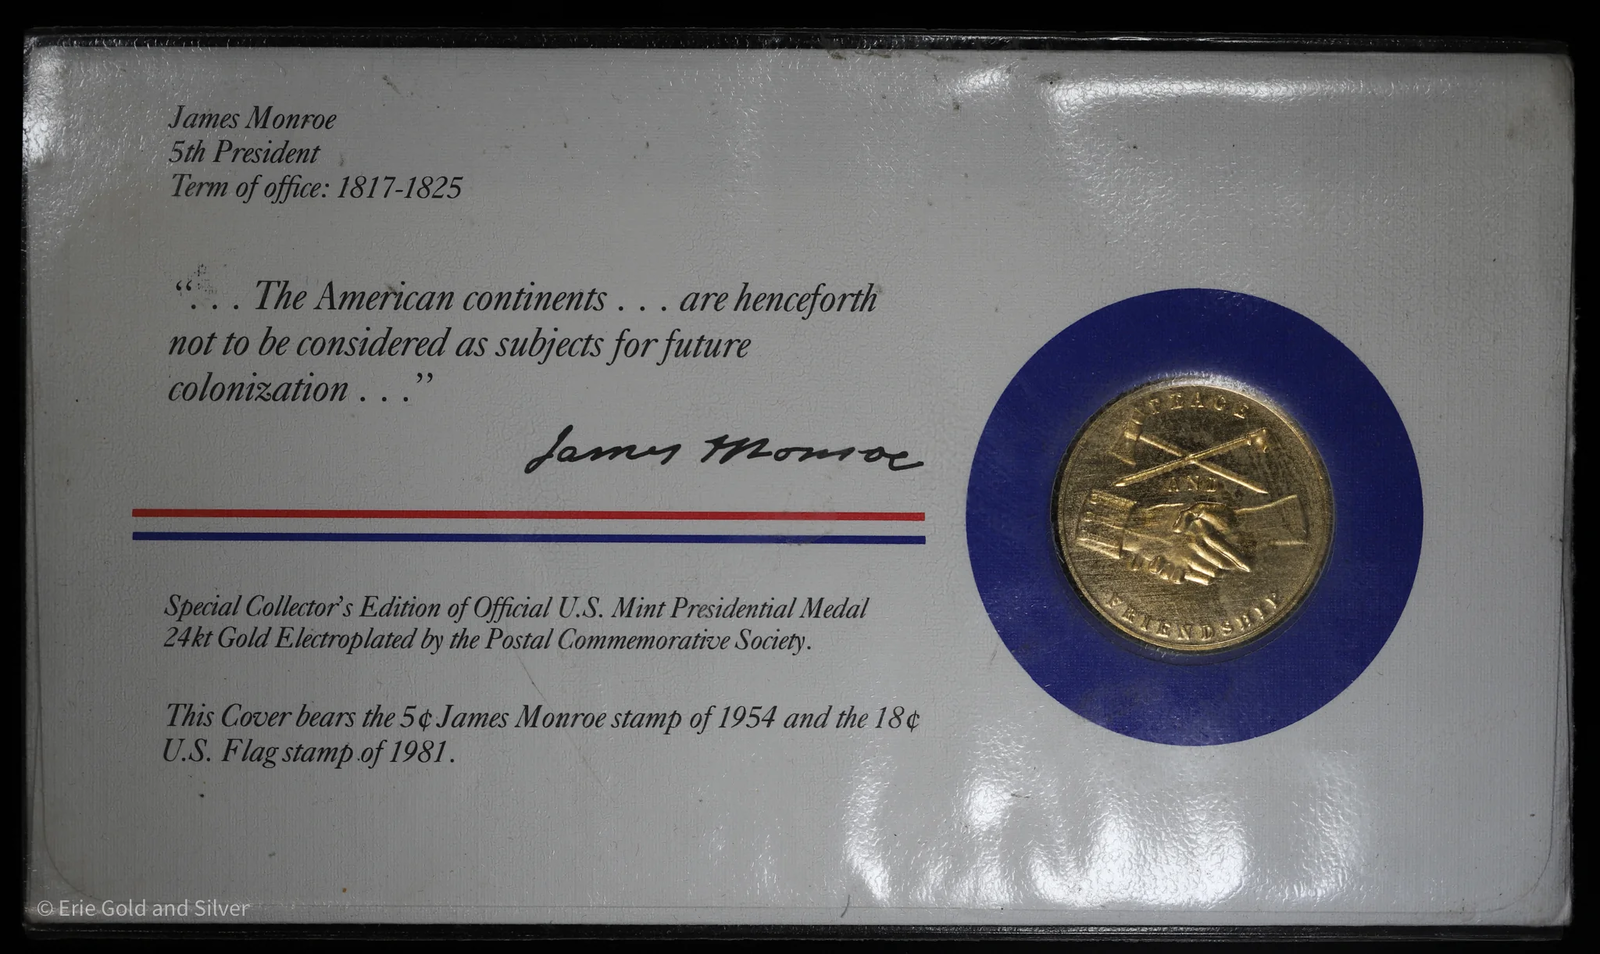 James Monroe
5th President
Term of office: 1817-1825
“. . . The American continents . . . are henceforth
not to be considered as subjects for future
colonization . . .”
James Monroe
Special Collector's Edition of Official U.S. Mint Presidential Medal
24kt Gold Electroplated by the Postal Commemorative Society.
This Cover bears the 5¢ James Monroe stamp of 1954 and the 18¢
U.S. Flag stamp of 1981.
PEACE
AND
FRIENDSHIP
© Erie Gold and Silver